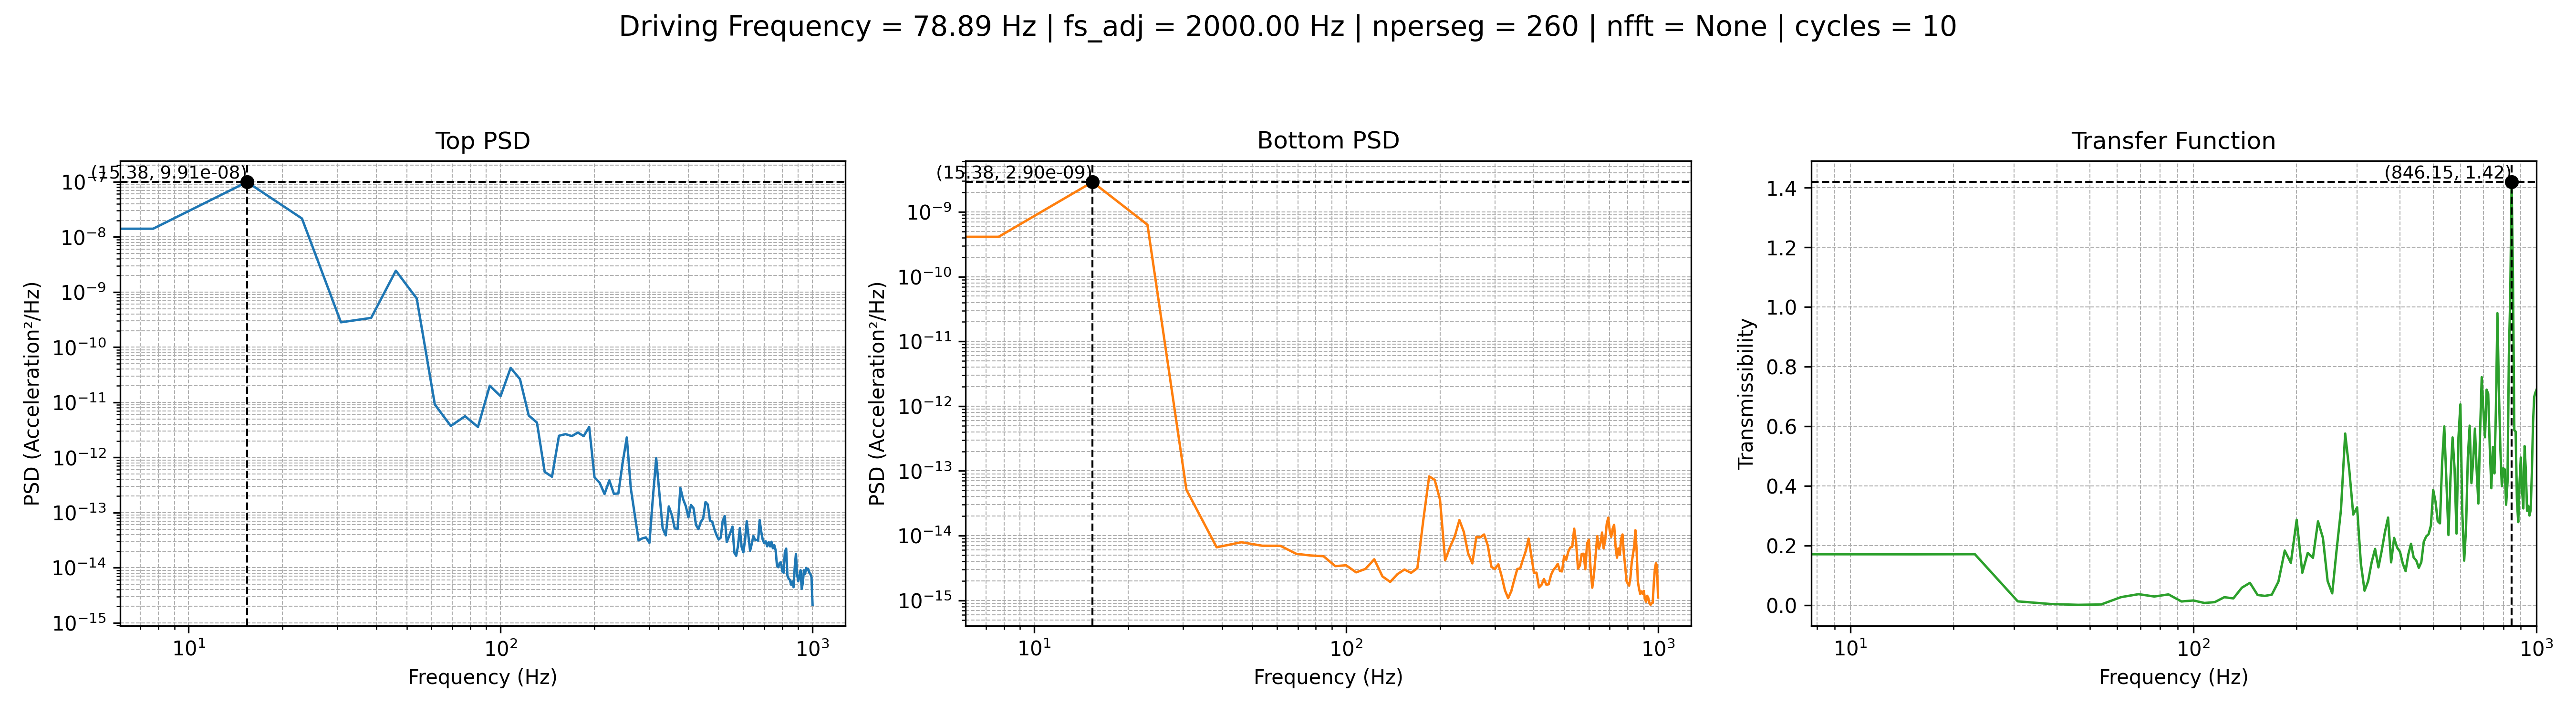 Driving Frequency = 78.89 Hz | fs_adj = 2000.00 Hz | nperseg = 260 | nfft = None | cycles = 10
Top PSD
(15.38, 9.91e-08)
PSD (Acceleration²/Hz)
10⁻⁷
10⁻⁸
10⁻⁹
10⁻¹⁰
10⁻¹¹
10⁻¹²
10⁻¹³
10⁻¹⁴
10⁻¹⁵
10¹ 10² 10³
Frequency (Hz)
Bottom PSD
(15.38, 2.90e-09)
PSD (Acceleration²/Hz)
10⁻⁹
10⁻¹⁰
10⁻¹¹
10⁻¹²
10⁻¹³
10⁻¹⁴
10⁻¹⁵
10¹ 10² 10³
Frequency (Hz)
Transfer Function
(846.15, 1.42)
Transmissibility
1.4
1.2
1.0
0.8
0.6
0.4
0.2
0.0
10¹ 10² 10³
Frequency (Hz)